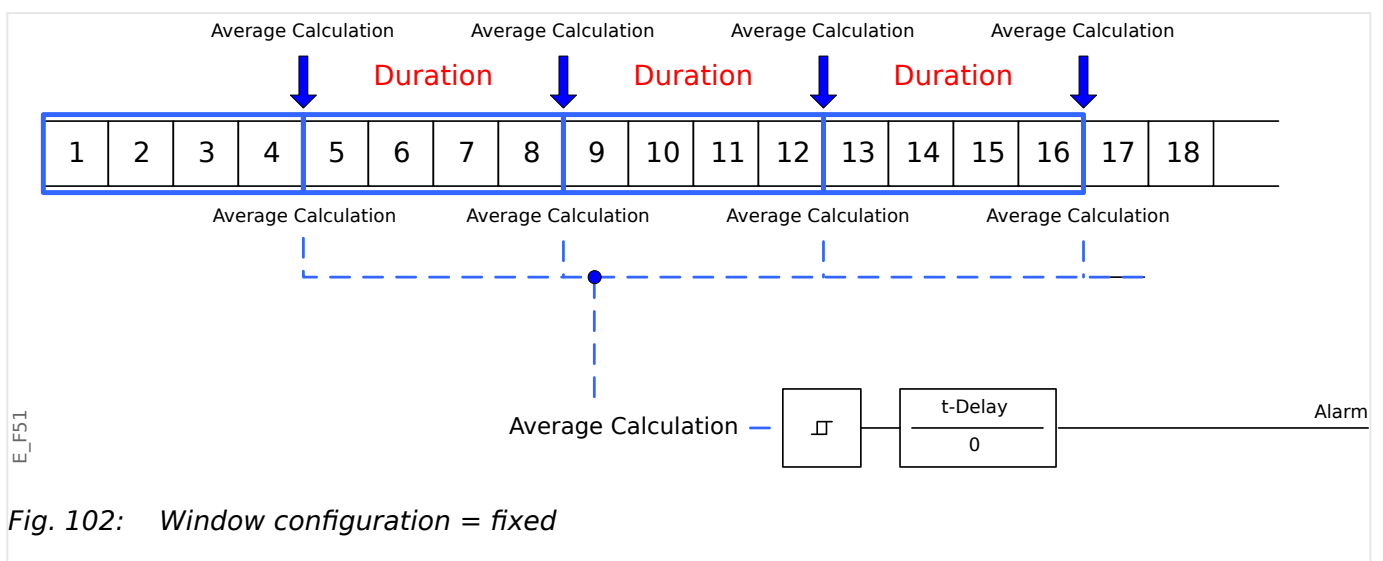 Average Calculation Average Calculation Average Calculation Average Calculation
Duration Duration Duration
1 2 3 4 5 6 7 8 9 10 11 12 13 14 15 16 17 18
Average Calculation Average Calculation Average Calculation Average Calculation
t-Delay
Alarm
Average Calculation
0
E_F51
Fig. 102: Window configuration = fixed